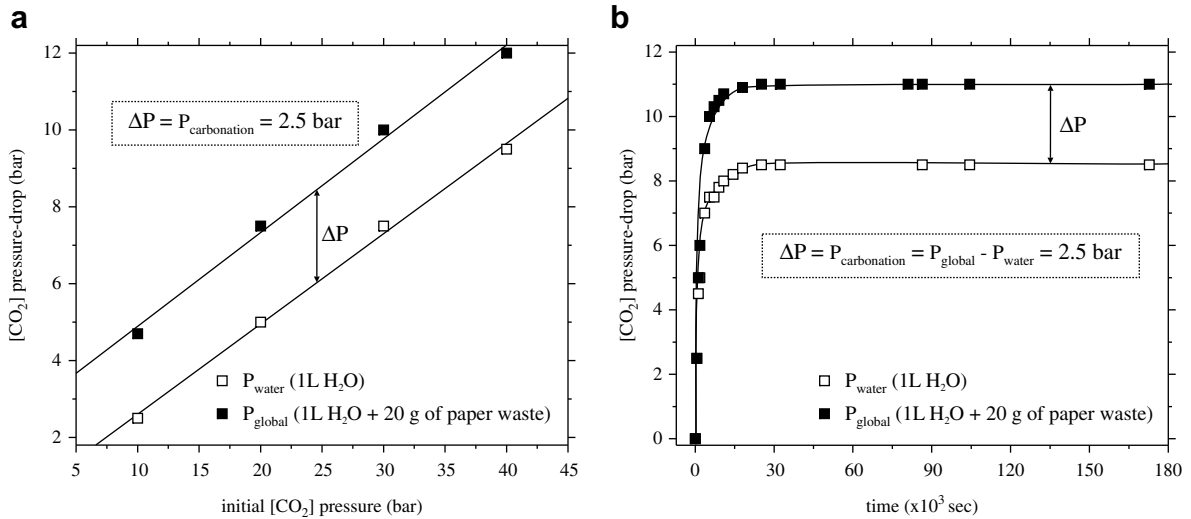 a
12
10
8
6
4
2
[CO₂] pressure-drop (bar)
ΔP = P_carbonation = 2.5 bar
ΔP
P_water (1L H₂O)
P_global (1L H₂O + 20 g of paper waste)
5 10 15 20 25 30 35 40 45
initial [CO₂] pressure (bar)
b
12
10
8
6
4
2
0
[CO₂] pressure-drop (bar)
ΔP
ΔP = P_carbonation = P_global - P_water = 2.5 bar
P_water (1L H₂O)
P_global (1L H₂O + 20 g of paper waste)
0 30 60 90 120 150 180
time (x10³ sec)